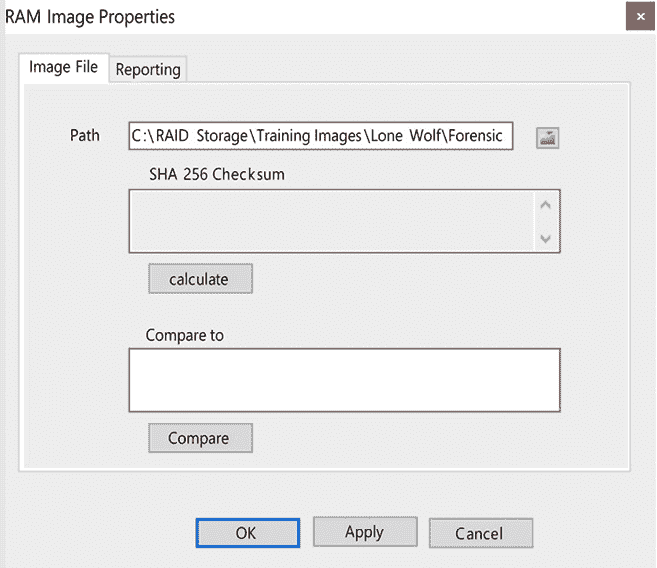 RAM Image Properties
×
Image File
Reporting
Path
C:\RAID Storage\Training Images\Lone Wolf\Forensic
SHA 256 Checksum
calculate
Compare to
Compare
OK
Apply
Cancel